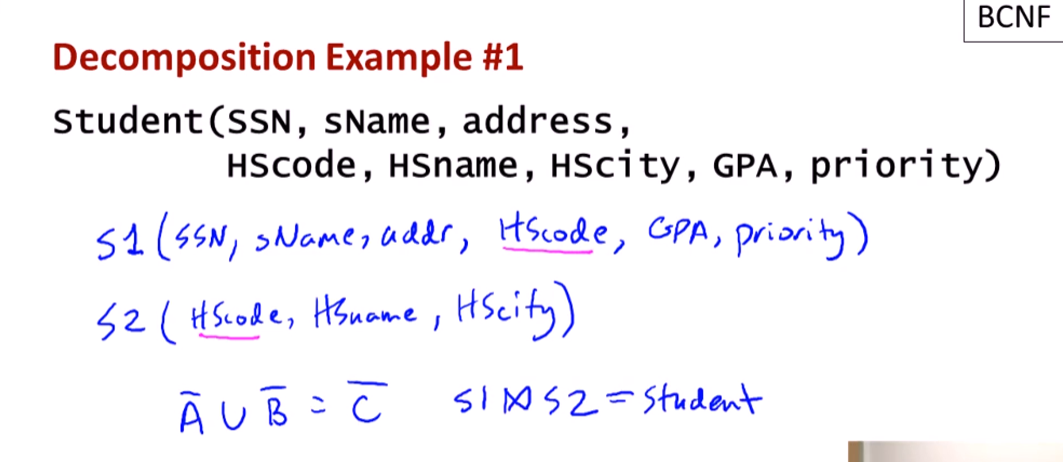 BCNF
Decomposition Example #1
Student(SSN, sName, address,
HScode, HSname, HScity, GPA, priority)
S1(SSN, sName, addr, HScode, GPA, priority)
S2(HScode, HSname, HScity)
A̅ ∪ B̅ = C̅ S1 ⋈ S2 = Student